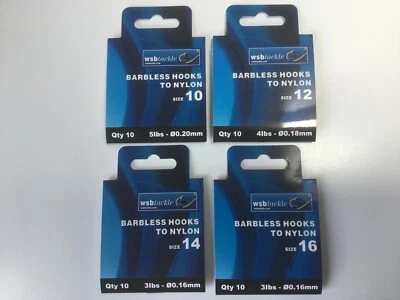 wsbtackle
BARBLESS HOOKS
TO NYLON
SIZE 10
Qty 10 5lbs - Ø0.20mm
wsbtackle
BARBLESS HOOKS
TO NYLON
SIZE 12
Qty 10 4lbs - Ø0.18mm
wsbtackle
BARBLESS HOOKS
TO NYLON
SIZE 14
Qty 10 3lbs - Ø0.16mm
wsbtackle
BARBLESS HOOKS
TO NYLON
SIZE 16
Qty 10 3lbs - Ø0.16mm